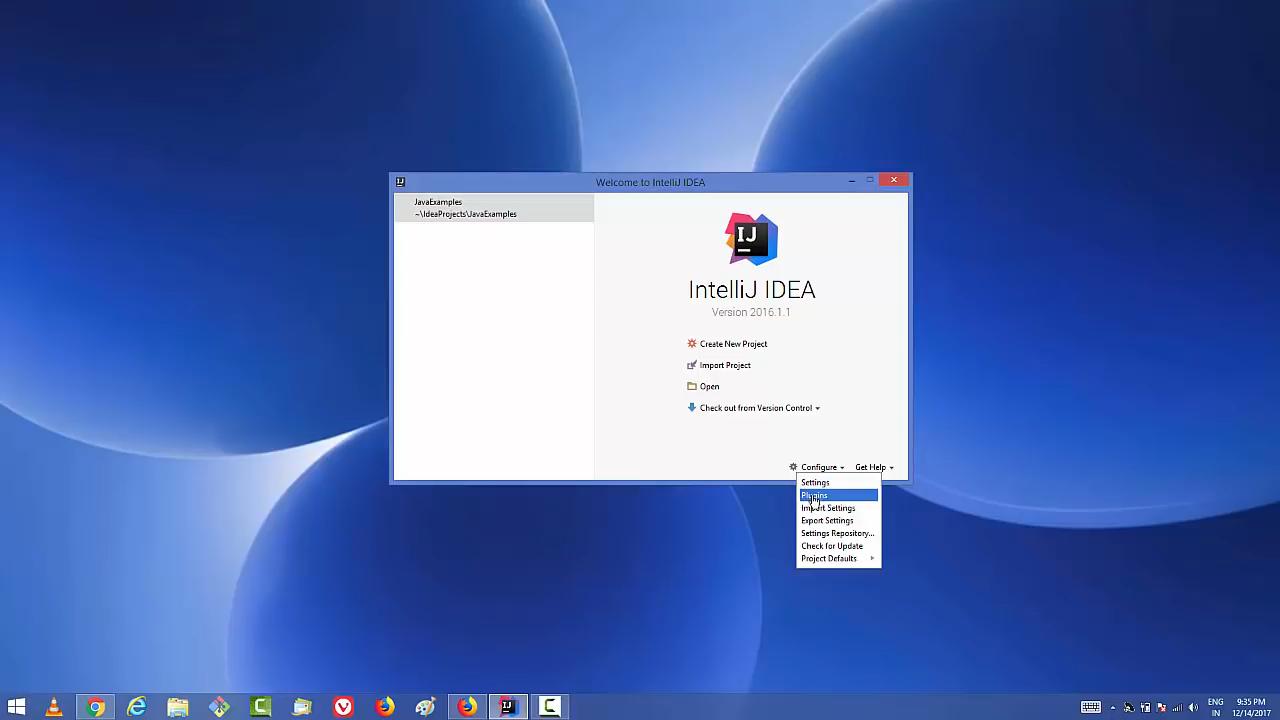 Welcome to IntelliJ IDEA
JavaExamples
~\IdeaProjects\JavaExamples
IJ
IntelliJ IDEA
Version 2016.1.1
Create New Project
Import Project
Open
Check out from Version Control
Configure
Get Help
Settings
Plugins
Import Settings
Export Settings
Settings Repository...
Check for Update
Project Defaults
ENG
IN
9:35 PM
12/14/2017